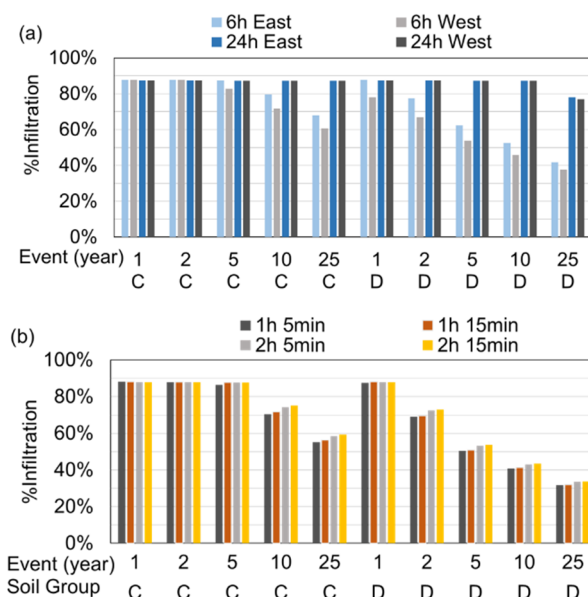 (a)
6h East 6h West
24h East 24h West
%Infiltration
100%
80%
60%
40%
20%
0%
Event (year) 1 2 5 10 25 1 2 5 10 25
C C C C C D D D D D
(b)
1h 5min 1h 15min
2h 5min 2h 15min
%Infiltration
100%
80%
60%
40%
20%
0%
Event (year) 1 2 5 10 25 1 2 5 10 25
Soil Group C C C C C D D D D D